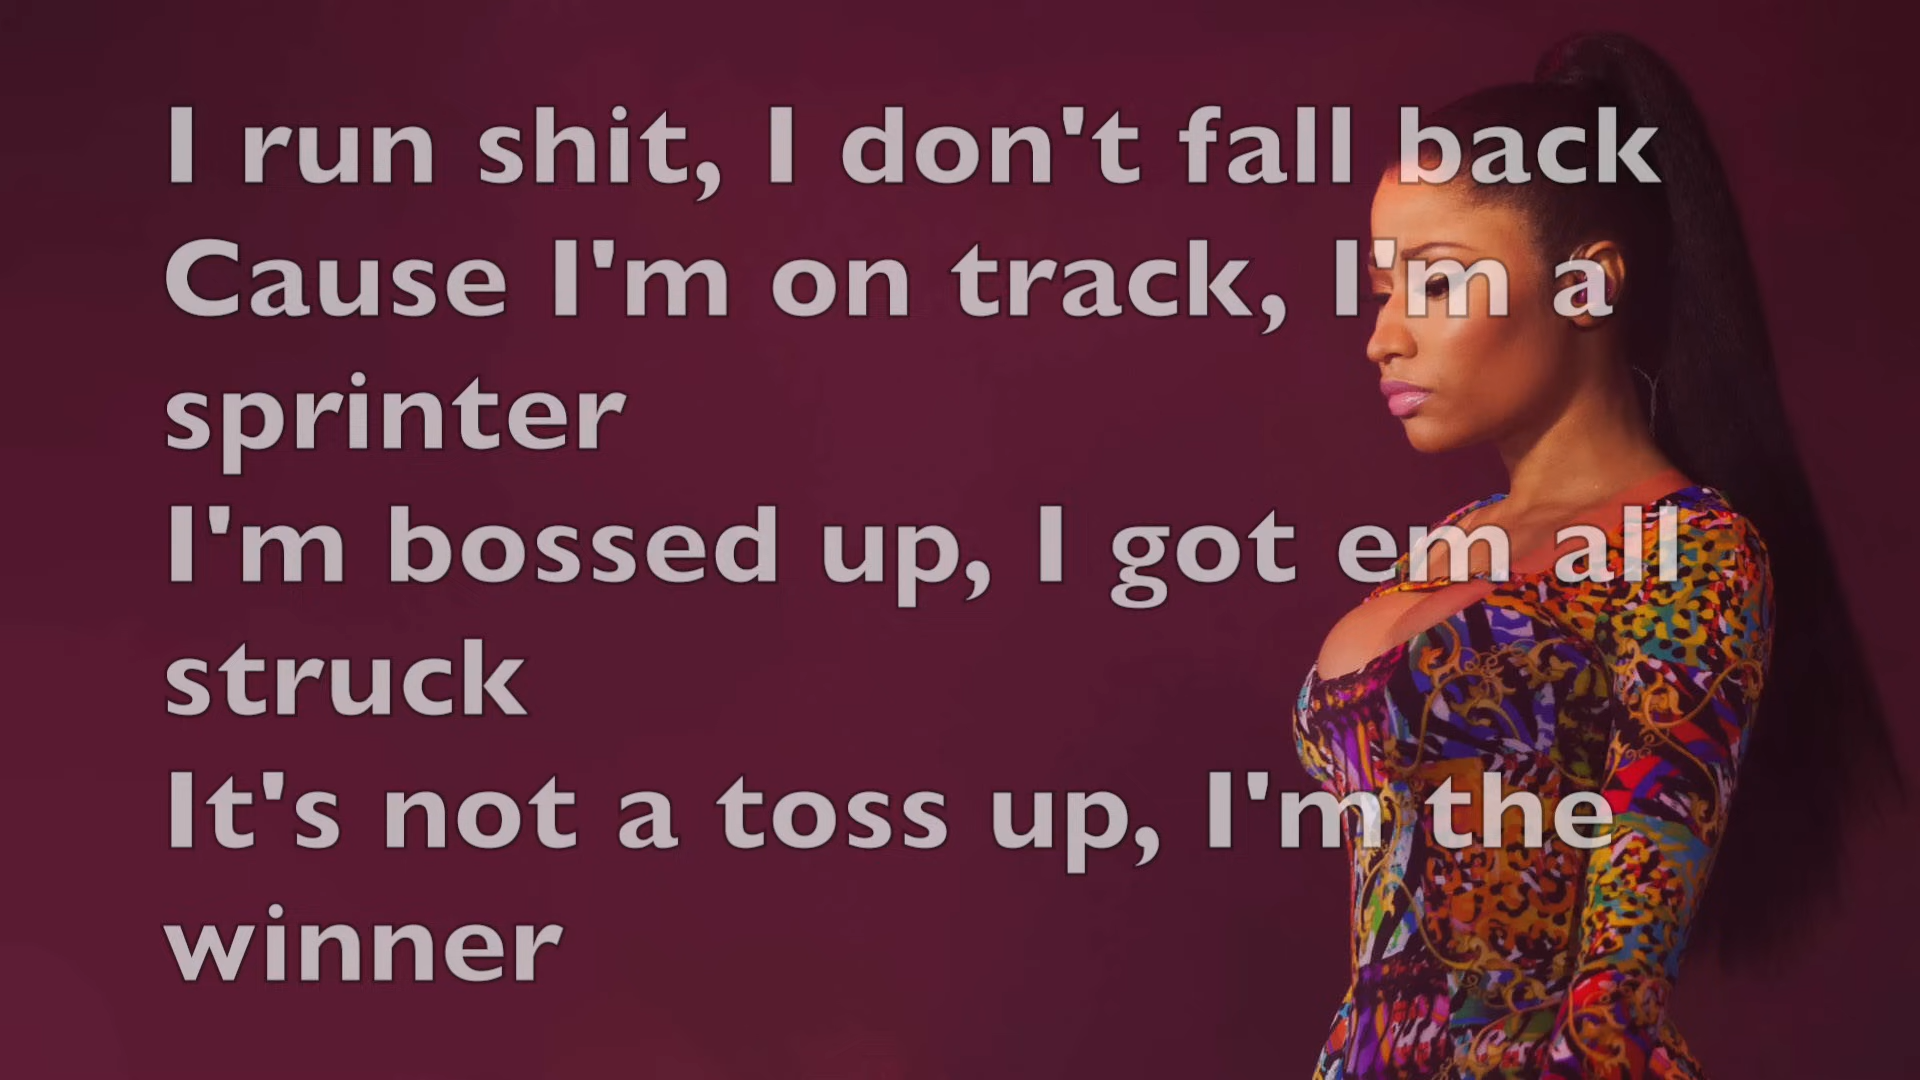 I run shit, I don't fall back
Cause I'm on track, I'm a
sprinter
I'm bossed up, I got em all
struck
It's not a toss up, I'm the
winner